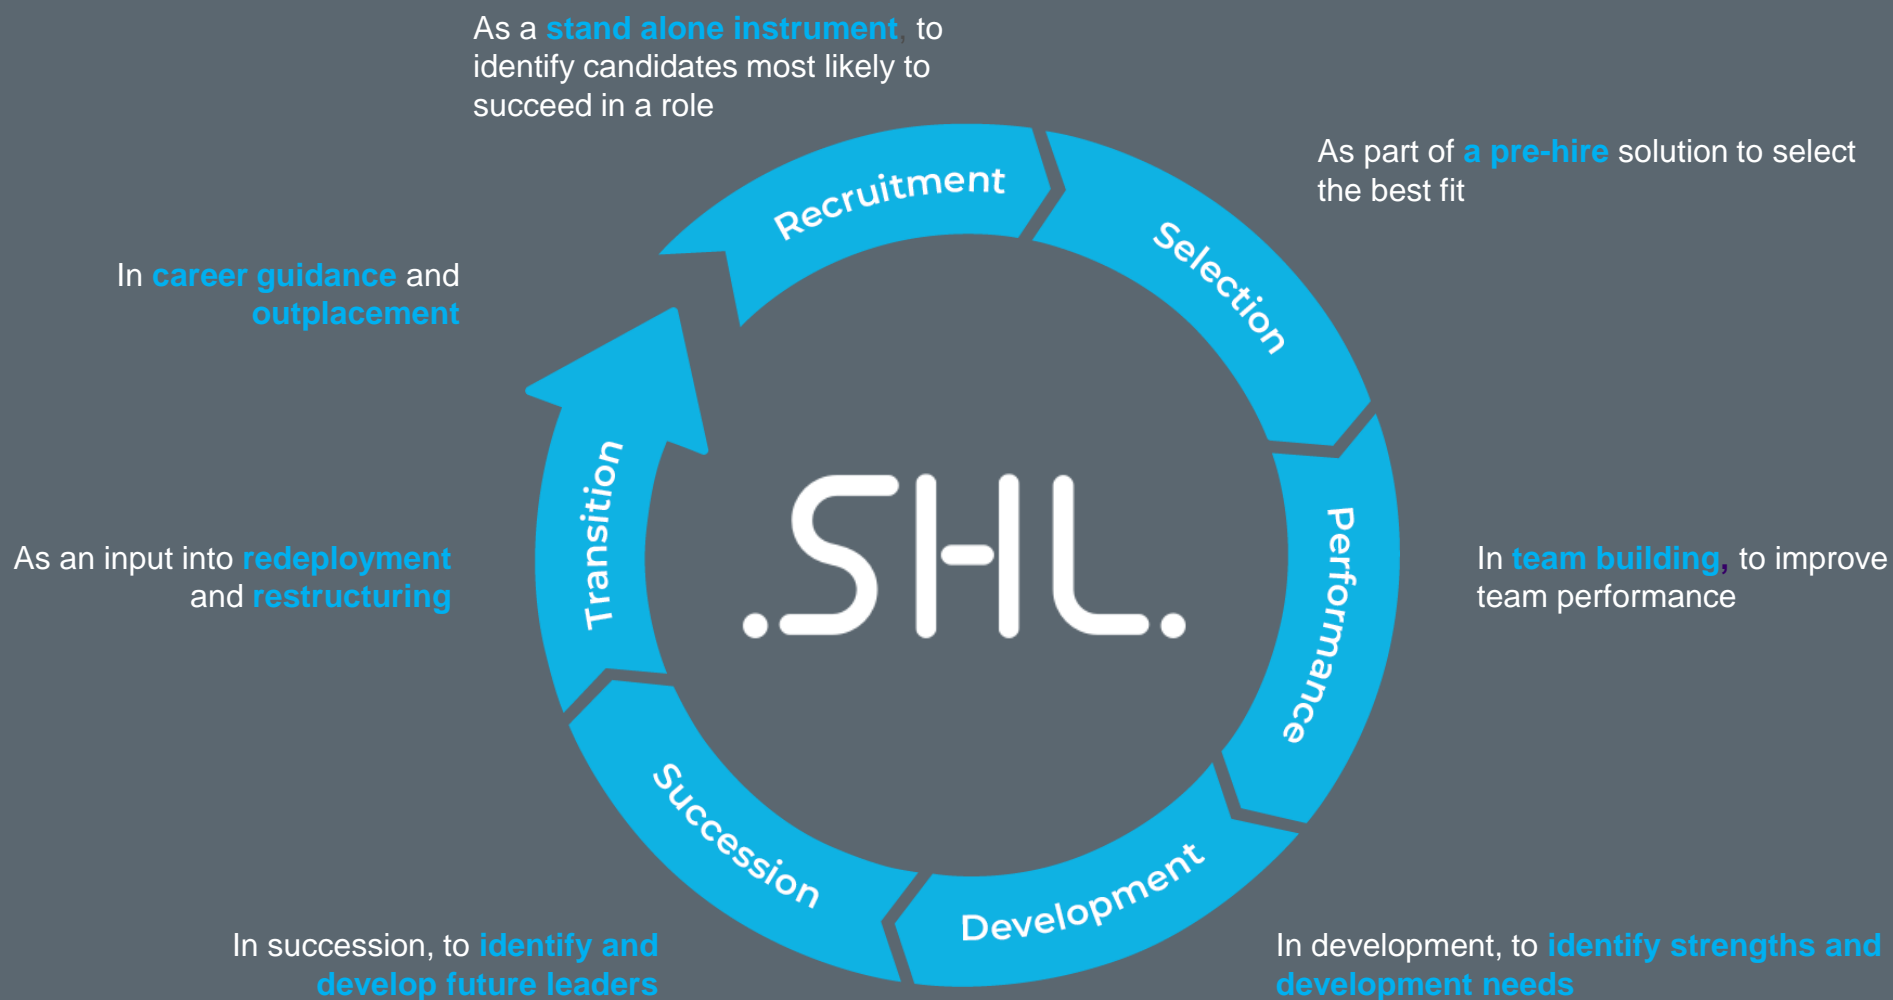 As a stand alone instrument, to
identify candidates most likely to
succeed in a role
As part of a pre-hire solution to select
the best fit
Recruitment
Selection
In career guidance and
outplacement
Transition
.SHL.
Performance
As an input into redeployment
and restructuring
In team building, to improve
team performance
Succession
Development
In succession, to identify and
develop future leaders
In development, to identify strengths and
development needs